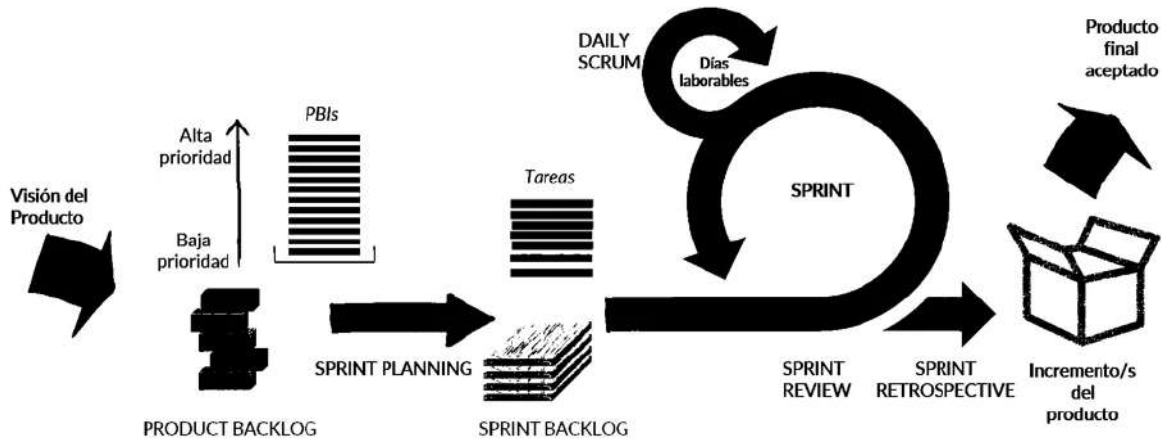 Visión del
Producto
Alta
prioridad
Baja
prioridad
PBIs
PRODUCT BACKLOG
SPRINT PLANNING
Tareas
SPRINT BACKLOG
DAILY
SCRUM
Días
laborables
SPRINT
SPRINT
REVIEW
SPRINT
RETROSPECTIVE
Producto
final
aceptado
Incremento/s
del
producto